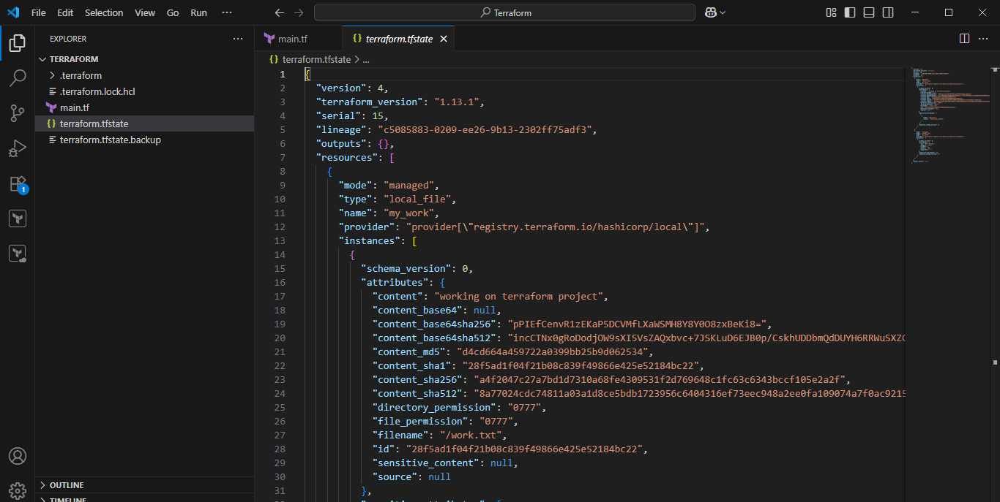 File Edit Selection View Go Run ···
Terraform
EXPLORER ···
TERRAFORM
.terraform
.terraform.lock.hcl
main.tf
{} terraform.tfstate
terraform.tfstate.backup
1
OUTLINE
TIMELINE
main.tf
{} terraform.tfstate
{} terraform.tfstate > ...
1 {
2 "version": 4,
3 "terraform_version": "1.13.1",
4 "serial": 15,
5 "lineage": "c5085883-0209-ee26-9b13-2302ff75adf3",
6 "outputs": {},
7 "resources": [
8 {
9 "mode": "managed",
10 "type": "local_file",
11 "name": "my_work",
12 "provider": "provider[\"registry.terraform.io/hashicorp/local\"]",
13 "instances": [
14 {
15 "schema_version": 0,
16 "attributes": {
17 "content": "working on terraform project",
18 "content_base64": null,
19 "content_base64sha256": "pPIEfCenvR1zEKaP5DCVMfLXaWSMH8Y8Y0O8zxBeKi8=",
20 "content_base64sha512": "incCTNx0gRoDodjOW9sXI5VsZAQxbvc+7JSKLuD6EJB0p/CskhUDDbmQdDUYH6RRWuSXZ
21 "content_md5": "d4cd664a459722a0399bb25b9d062534",
22 "content_sha1": "28f5ad1f04f21b08c839f49866e425e52184bc22",
23 "content_sha256": "a4f2047c27a7bd1d7310a68fe4309531f2d769648c1fc63c6343bccf105e2a2f",
24 "content_sha512": "8a77024cdc74811a03a1d8ce5bdb1723956c6404316ef73eec948a2ee0fa109074a7f0ac9215
25 "directory_permission": "0777",
26 "file_permission": "0777",
27 "filename": "/work.txt",
28 "id": "28f5ad1f04f21b08c839f49866e425e52184bc22",
29 "sensitive_content": null,
30 "source": null
31 },